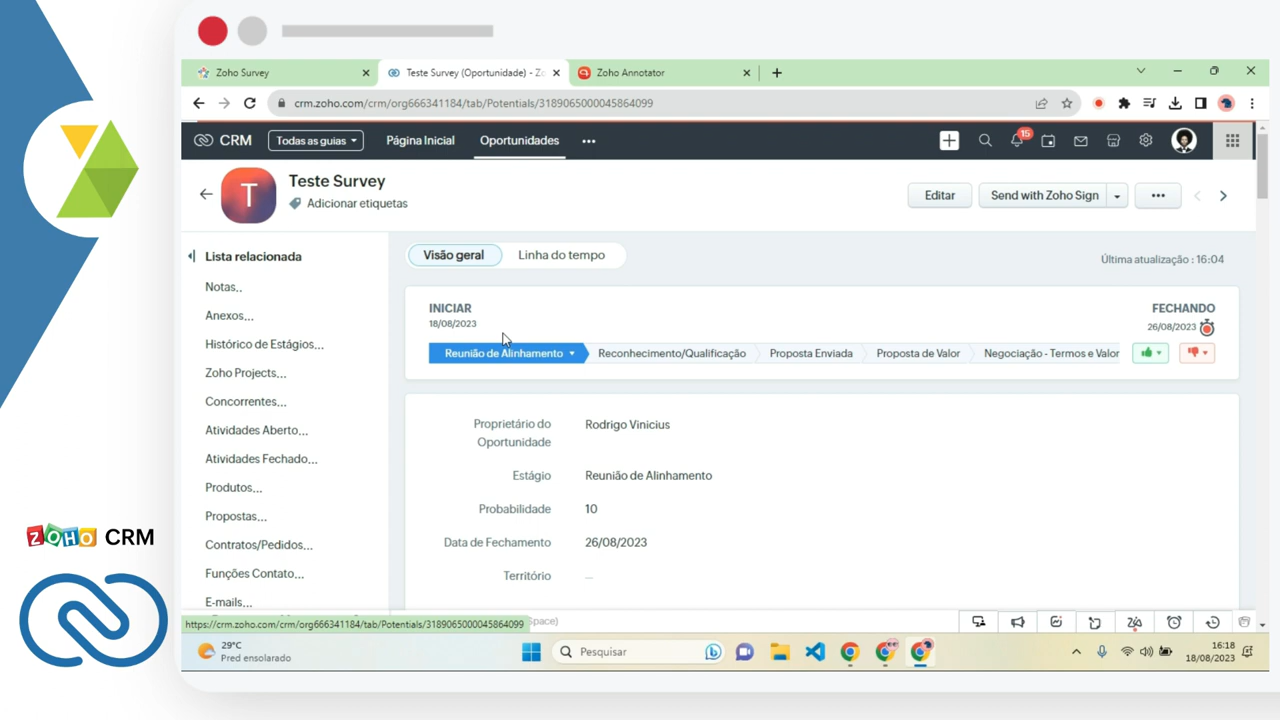 Zoho Survey
Teste Survey (Oportunidade) - Zo
Zoho Annotator
crm.zoho.com/crm/org666341184/tab/Potentials/3189065000045864099
CRM
Todas as guias
Página Inicial
Oportunidades
15
T
Teste Survey
Adicionar etiquetas
Editar
Send with Zoho Sign
Lista relacionada
Notas..
Anexos...
Histórico de Estágios...
Zoho Projects...
Concorrentes...
Atividades Aberto...
Atividades Fechado...
Produtos...
Propostas...
Contratos/Pedidos...
Funções Contato...
E-mails...
Visão geral
Linha do tempo
Última atualização : 16:04
INICIAR
18/08/2023
FECHANDO
26/08/2023
Reunião de Alinhamento
Reconhecimento/Qualificação
Proposta Enviada
Proposta de Valor
Negociação - Termos e Valor
Proprietário do
Oportunidade
Rodrigo Vinicius
Estágio
Reunião de Alinhamento
Probabilidade
10
Data de Fechamento
26/08/2023
Território
—
https://crm.zoho.com/crm/org666341184/tab/Potentials/3189065000045864099
Space)
29°C
Pred ensolarado
Pesquisar
16:18
18/08/2023
ZOHO CRM